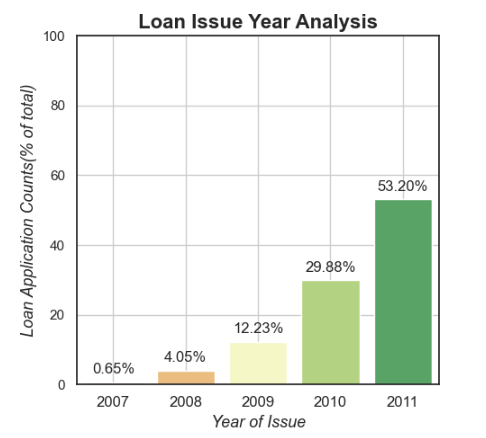 Loan Issue Year Analysis
Loan Application Counts(% of total)
100
80
60
40
20
0
0.65%
4.05%
12.23%
29.88%
53.20%
2007 2008 2009 2010 2011
Year of Issue